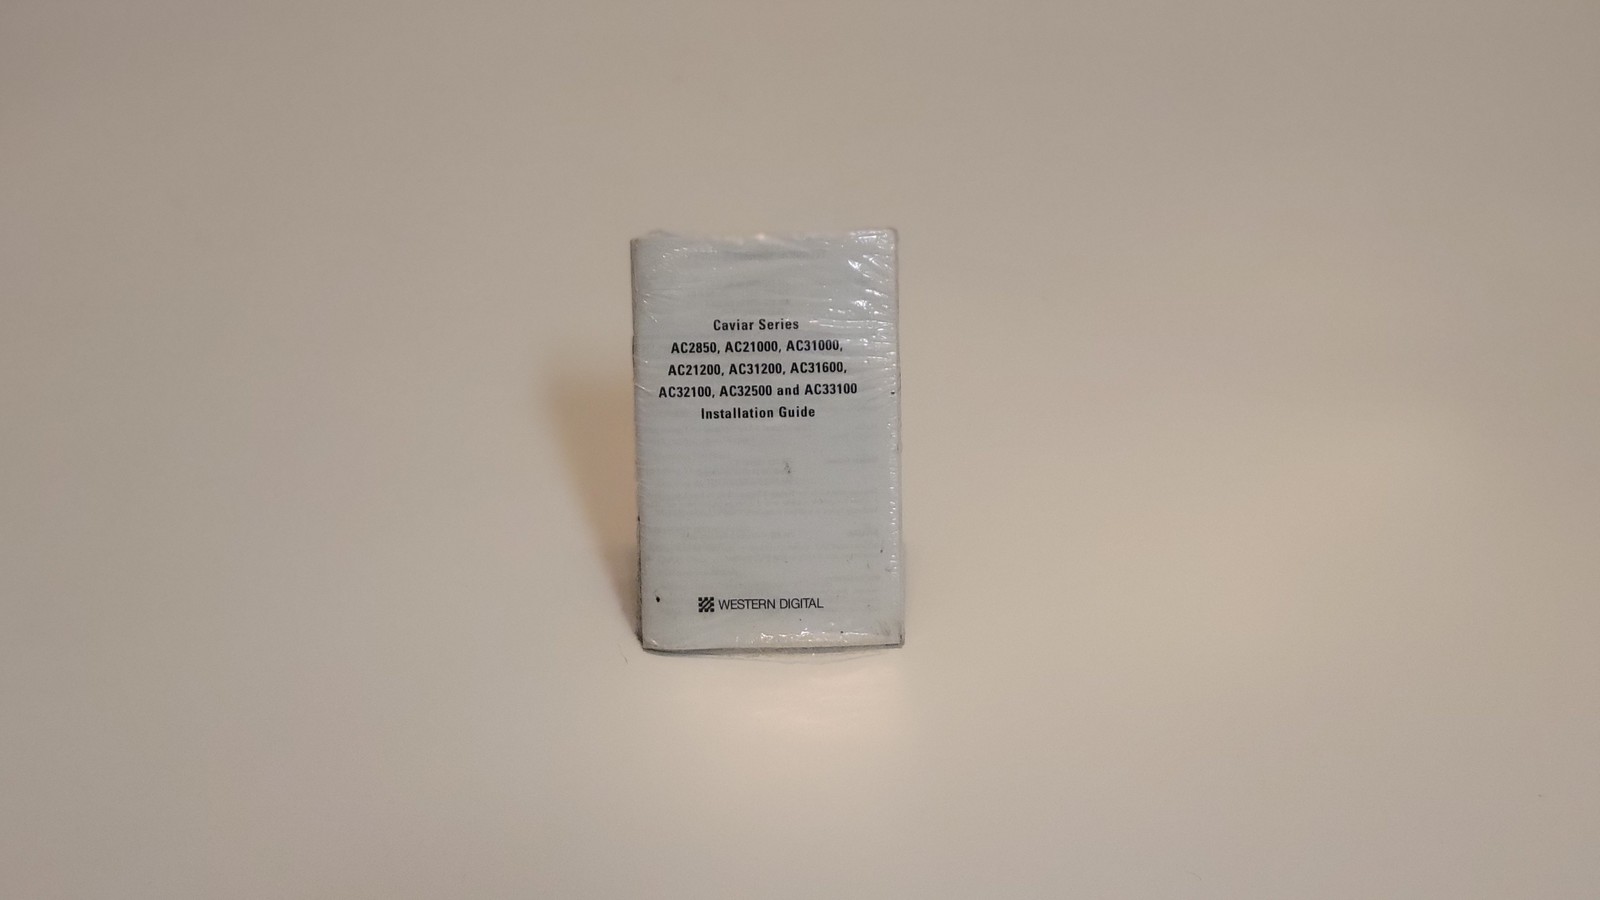 Caviar Series
AC2850, AC21000, AC31000,
AC21200, AC31200, AC31600,
AC32100, AC32500 and AC33100
Installation Guide
WESTERN DIGITAL